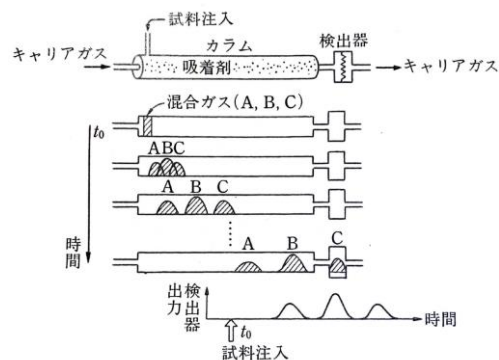 試料注入
カラム
検出器
キャリアガス
吸着剤
キャリアガス
混合ガス(A, B, C)
t₀
ABC
A B C
時間
A B C
検出器
出力
時間
t₀
試料注入